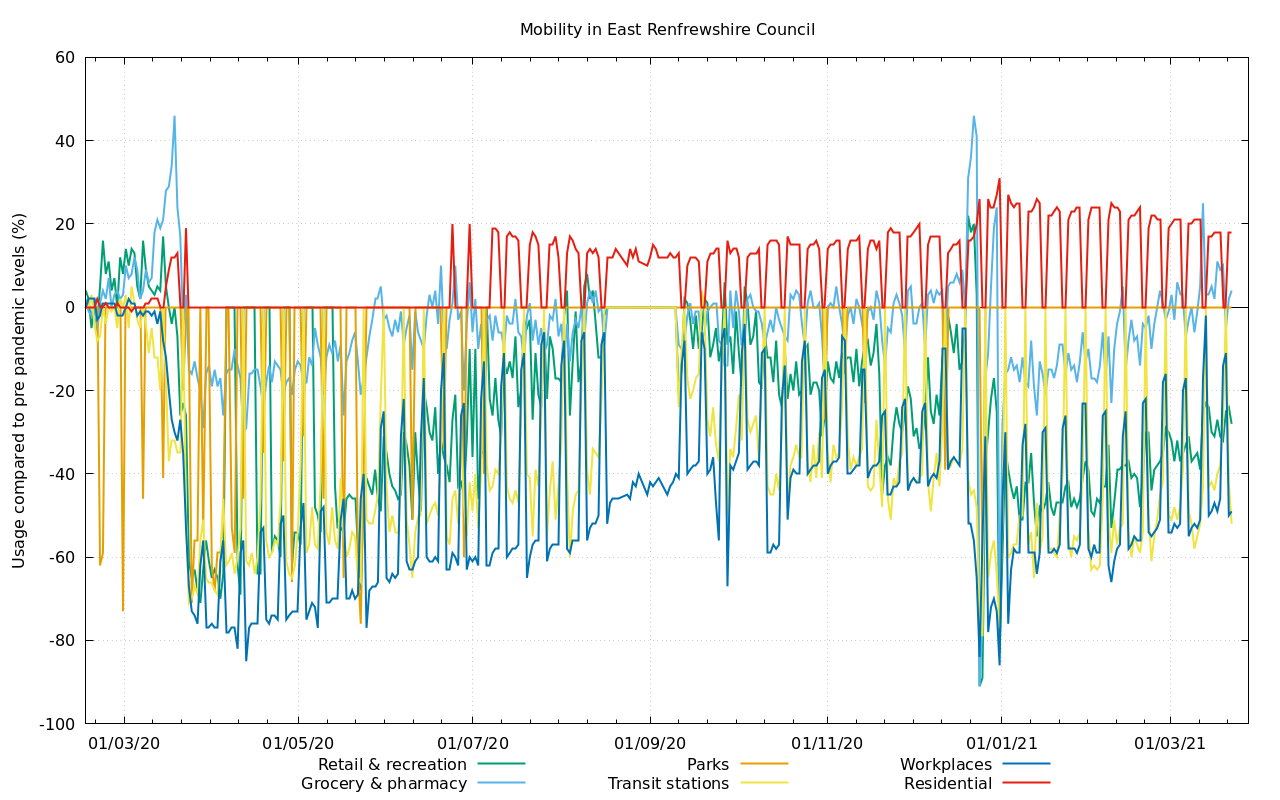 Mobility in East Renfrewshire Council
Usage compared to pre pandemic levels (%)
60
40
20
0
-20
-40
-60
-80
-100
01/03/20 01/05/20 01/07/20 01/09/20 01/11/20 01/01/21 01/03/21
Retail & recreation Parks Workplaces
Grocery & pharmacy Transit stations Residential